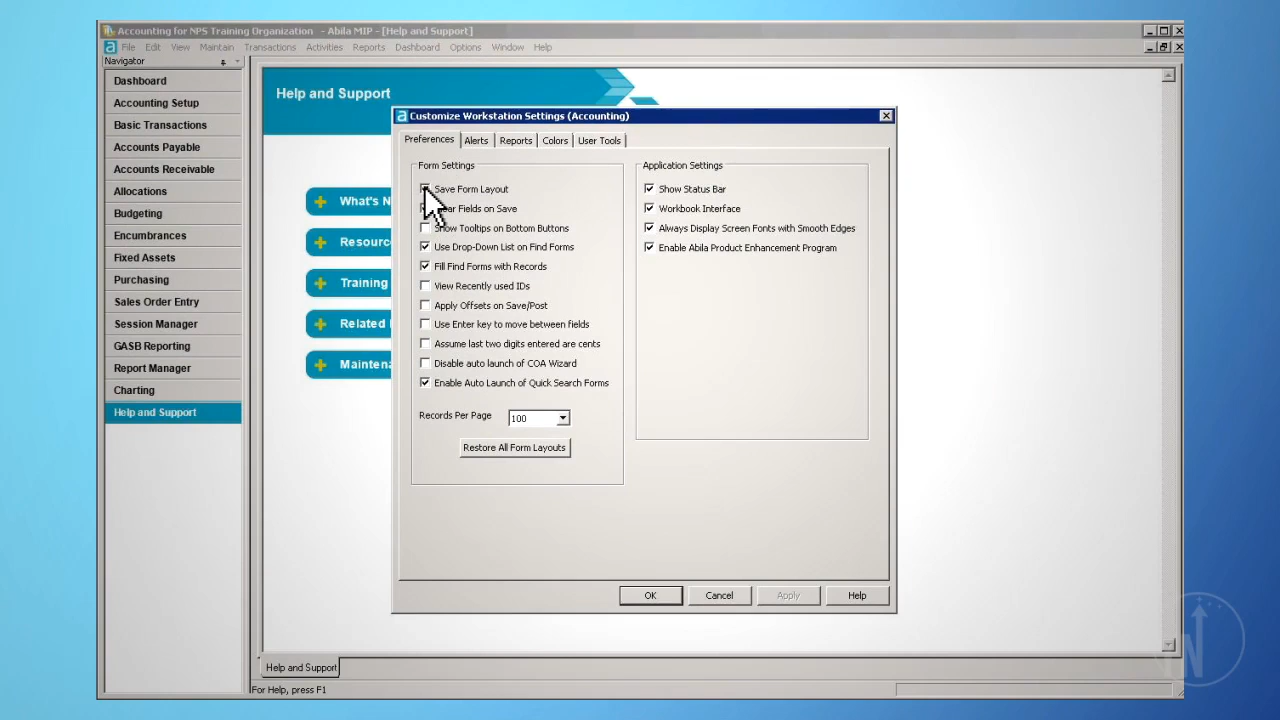 Accounting for NPS Training Organization - Abila MIP - [Help and Support]
File Edit View Maintain Transactions Activities Reports Dashboard Options Window Help
Navigator
Dashboard
Accounting Setup
Basic Transactions
Accounts Payable
Accounts Receivable
Allocations
Budgeting
Encumbrances
Fixed Assets
Purchasing
Sales Order Entry
Session Manager
GASB Reporting
Report Manager
Charting
Help and Support
Help and Support
What's N
Resourc
Training
Related
Maintena
Customize Workstation Settings (Accounting)
Preferences Alerts Reports Colors User Tools
Form Settings
Save Form Layout
ar Fields on Save
Show Tooltips on Bottom Buttons
Use Drop-Down List on Find Forms
Fill Find Forms with Records
View Recently used IDs
Apply Offsets on Save/Post
Use Enter key to move between fields
Assume last two digits entered are cents
Disable auto launch of COA Wizard
Enable Auto Launch of Quick Search Forms
Records Per Page 100
Restore All Form Layouts
Application Settings
Show Status Bar
Workbook Interface
Always Display Screen Fonts with Smooth Edges
Enable Abila Product Enhancement Program
OK Cancel Apply Help
Help and Support
For Help, press F1
N